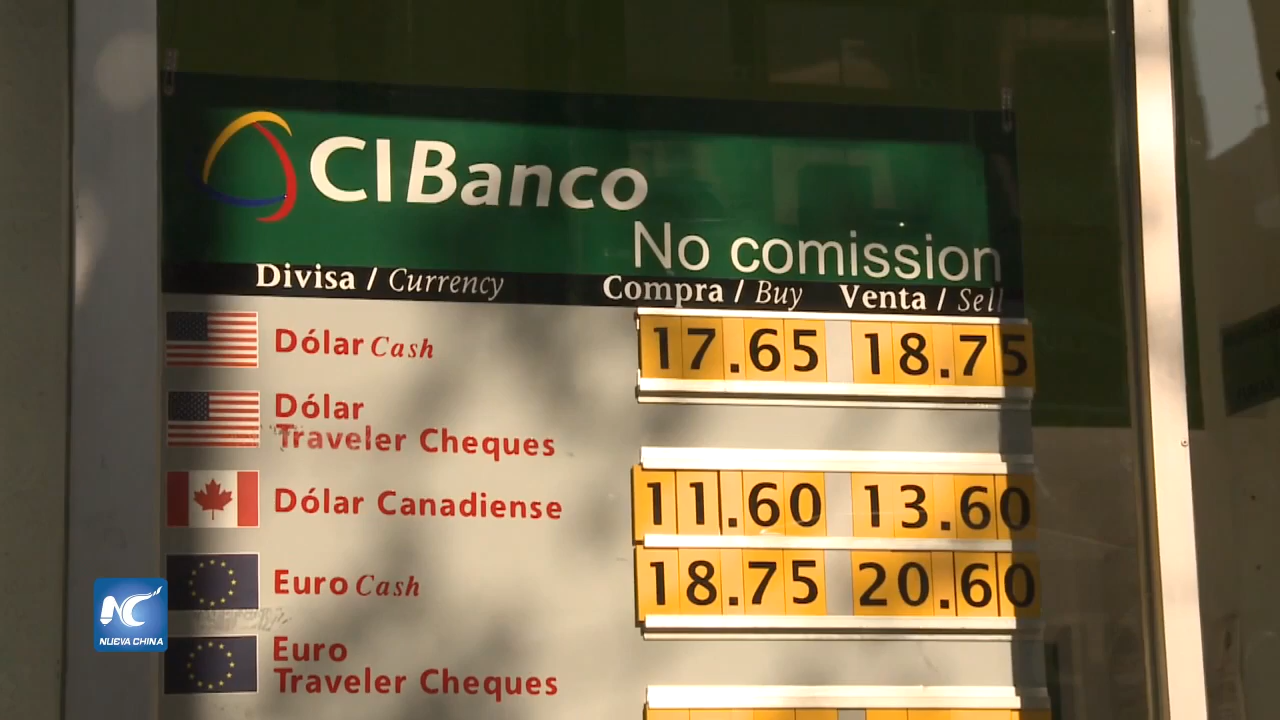 CIBanco
No comission
Divisa / Currency Compra / Buy Venta / Sell
Dólar Cash 17.65 18.75
Dólar
Traveler Cheques
Dólar Canadiense 11.60 13.60
Euro Cash 18.75 20.60
Euro
Traveler Cheques
NC
NUEVA CHINA